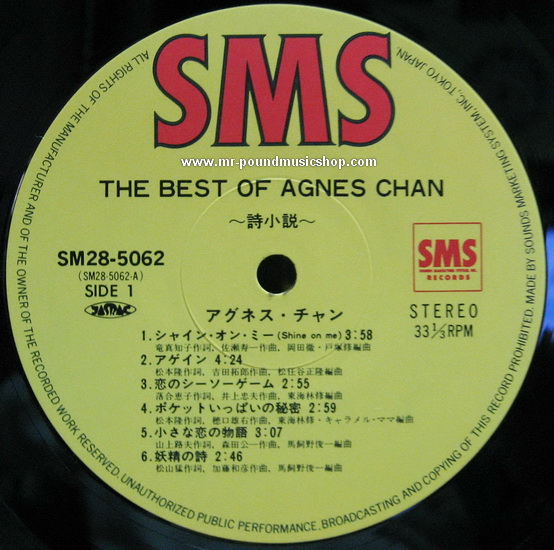 SMS
www.mr-poundmusicshop.com
THE BEST OF AGNES CHAN
〜詩小説〜
SM28-5062
(SM28-5062-A)
SIDE 1
JASRAC
SMS
SOUNDS MARKETING SYSTEM, INC.
RECORDS
STEREO
33 1/3 RPM
アグネス・チャン
1. シャイン・オン・ミー (Shine on me) 3:58
竜真知子作詞、佐瀬寿一作曲、岡田徹・戸塚修編曲
2. アゲイン 4:24
松本隆作詞、吉田拓郎作曲、松任谷正隆編曲
3. 恋のシーソーゲーム 2:55
落合恵子作詞、井上忠夫作曲、東海林修編曲
4. ポケットいっぱいの秘密 2:59
松本隆作詞、穂口雄右作曲、東海林修・キャラメル・ママ編曲
5. 小さな恋の物語 3:07
山上路夫作詞、森田公一作曲、馬飼野俊一編曲
6. 妖精の詩 2:46
松山猛作詞、加藤和彦作曲、馬飼野俊一編曲
ALL RIGHTS OF THE MANUFACTURER AND OF THE OWNER OF THE RECORDED WORK RESERVED. UNAUTHORIZED PUBLIC PERFORMANCE, BROADCASTING AND COPYING OF THIS RECORD PROHIBITED. MADE BY SOUNDS MARKETING SYSTEM, INC., TOKYO JAPAN.